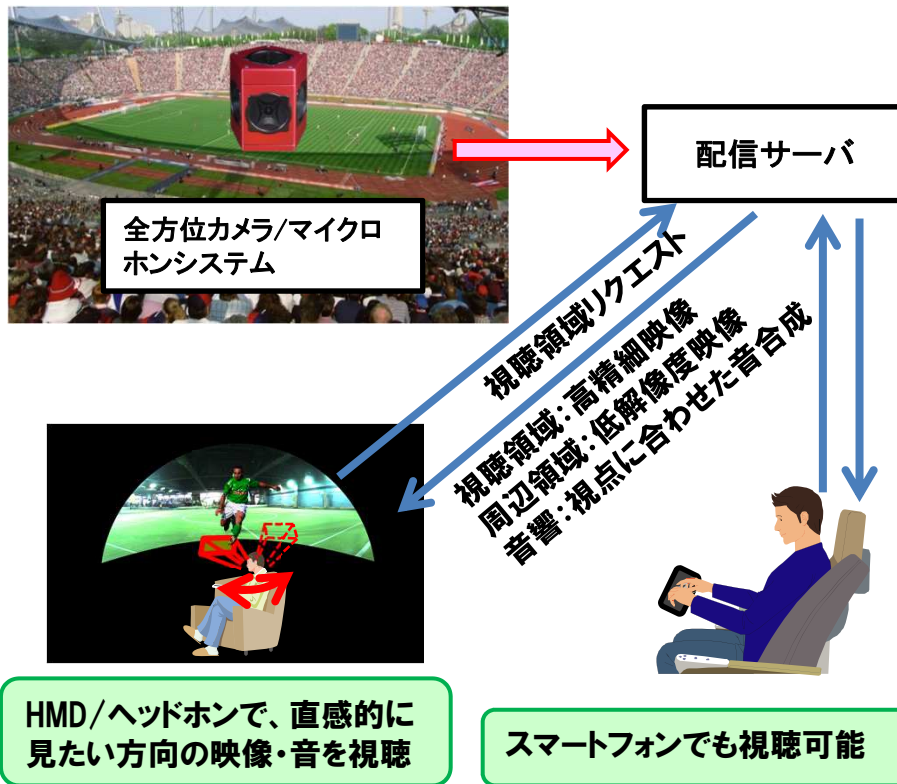 配信サーバ
全方位カメラ/マイクロ
ホンシステム
視聴領域リクエスト
視聴領域:高精細映像
周辺領域:低解像度映像
音響:視点に合わせた音合成
HMD/ヘッドホンで、直感的に
見たい方向の映像・音を視聴
スマートフォンでも視聴可能